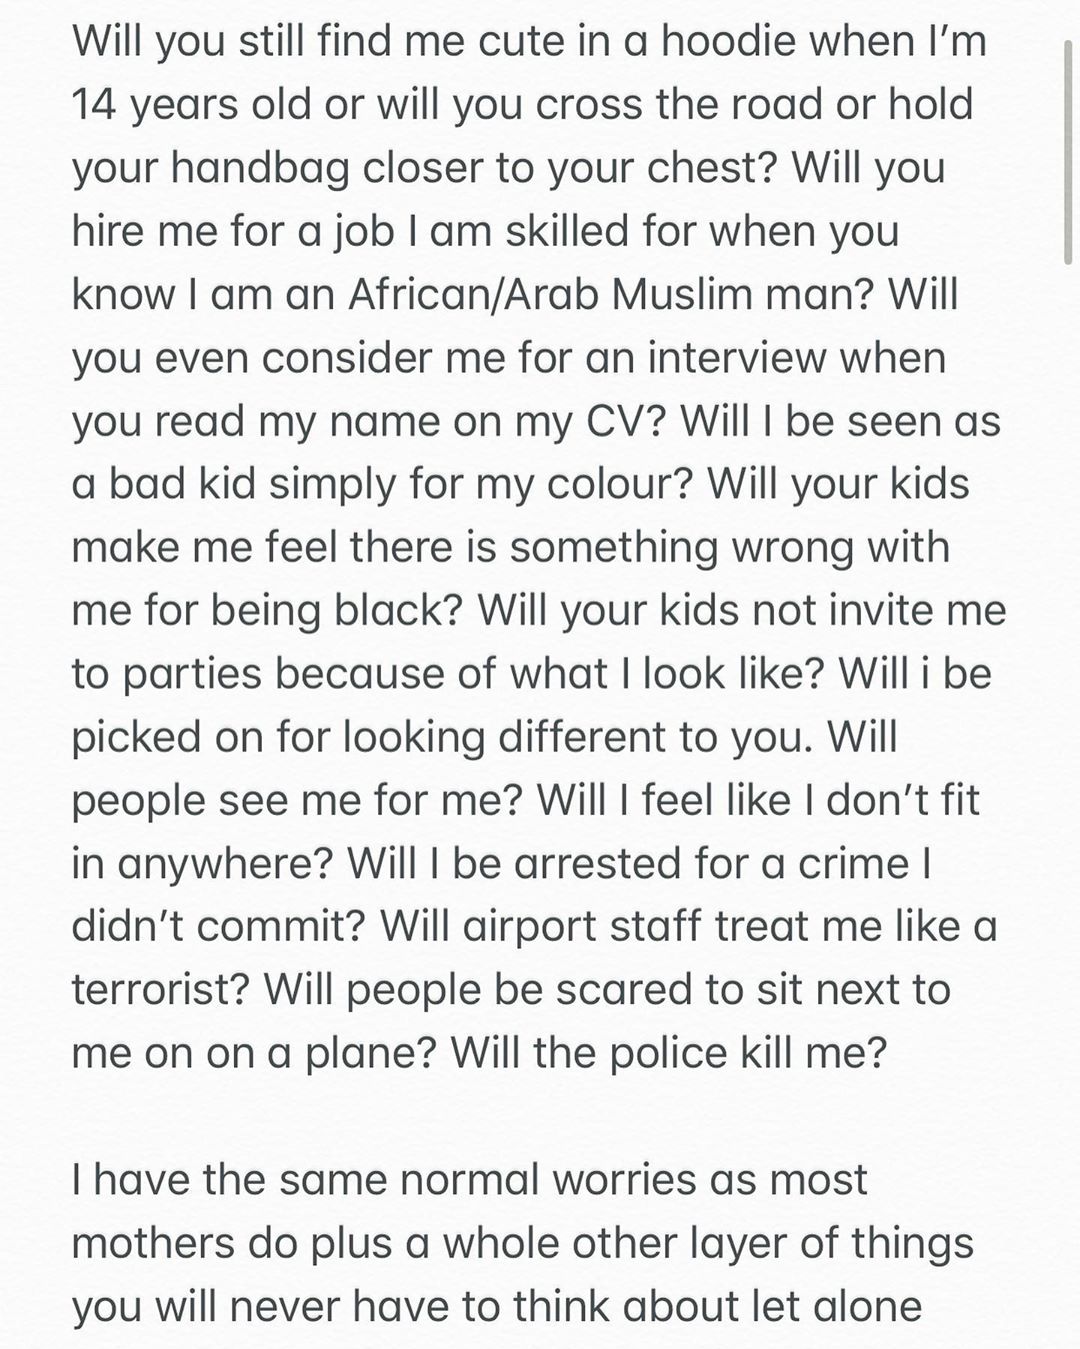 Will you still find me cute in a hoodie when I’m
14 years old or will you cross the road or hold
your handbag closer to your chest? Will you
hire me for a job I am skilled for when you
know I am an African/Arab Muslim man? Will
you even consider me for an interview when
you read my name on my CV? Will I be seen as
a bad kid simply for my colour? Will your kids
make me feel there is something wrong with
me for being black? Will your kids not invite me
to parties because of what I look like? Will i be
picked on for looking different to you. Will
people see me for me? Will I feel like I don’t fit
in anywhere? Will I be arrested for a crime I
didn’t commit? Will airport staff treat me like a
terrorist? Will people be scared to sit next to
me on on a plane? Will the police kill me?
I have the same normal worries as most
mothers do plus a whole other layer of things
you will never have to think about let alone